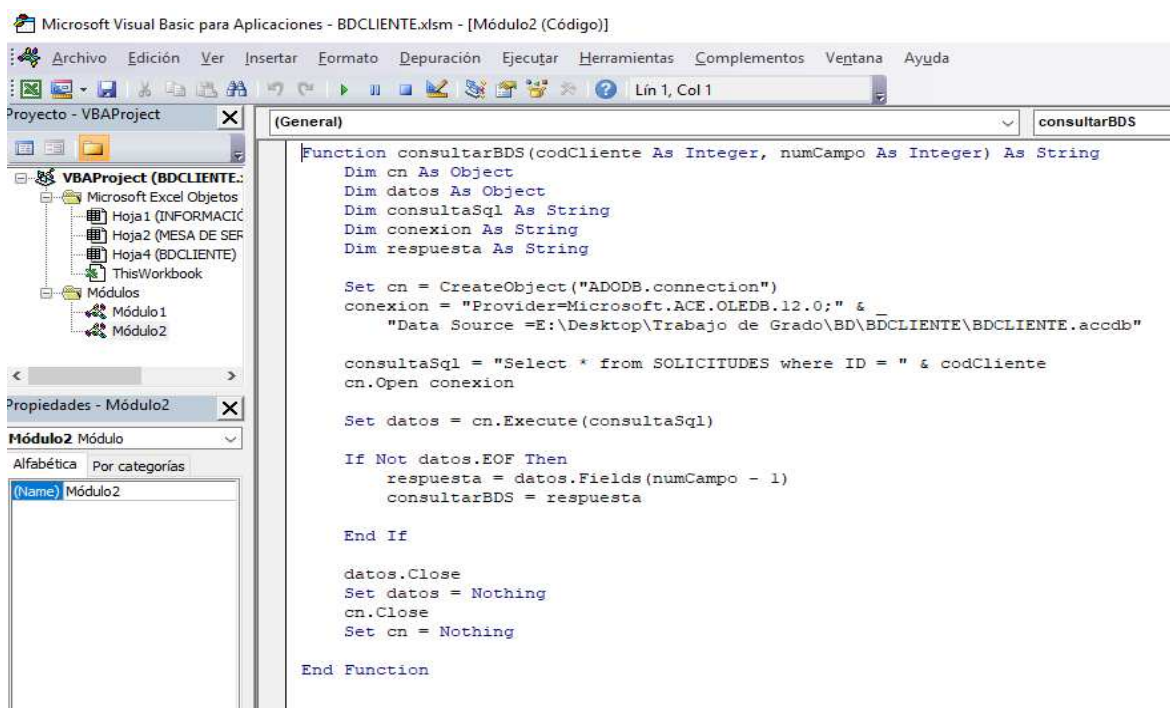 Microsoft Visual Basic para Aplicaciones - BDCLIENTE.xlsm - [Módulo2 (Código)]
Archivo Edición Ver Insertar Formato Depuración Ejecutar Herramientas Complementos Ventana Ayuda
Lín 1, Col 1
Proyecto - VBAProject
VBAProject (BDCLIENTE.:
Microsoft Excel Objetos
Hoja1 (INFORMACIÓ
Hoja2 (MESA DE SER
Hoja4 (BDCLIENTE)
ThisWorkbook
Módulos
Módulo1
Módulo2
Propiedades - Módulo2
Módulo2 Módulo
Alfabética Por categorías
(Name) Módulo2
(General) consultarBDS
Function consultarBDS(codCliente As Integer, numCampo As Integer) As String
Dim cn As Object
Dim datos As Object
Dim consultaSql As String
Dim conexion As String
Dim respuesta As String
Set cn = CreateObject("ADODB.connection")
conexion = "Provider=Microsoft.ACE.OLEDB.12.0;" & _
"Data Source =E:\Desktop\Trabajo de Grado\BD\BDCLIENTE\BDCLIENTE.accdb"
consultaSql = "Select * from SOLICITUDES where ID = " & codCliente
cn.Open conexion
Set datos = cn.Execute(consultaSql)
If Not datos.EOF Then
respuesta = datos.Fields(numCampo - 1)
consultarBDS = respuesta
End If
datos.Close
Set datos = Nothing
cn.Close
Set cn = Nothing
End Function